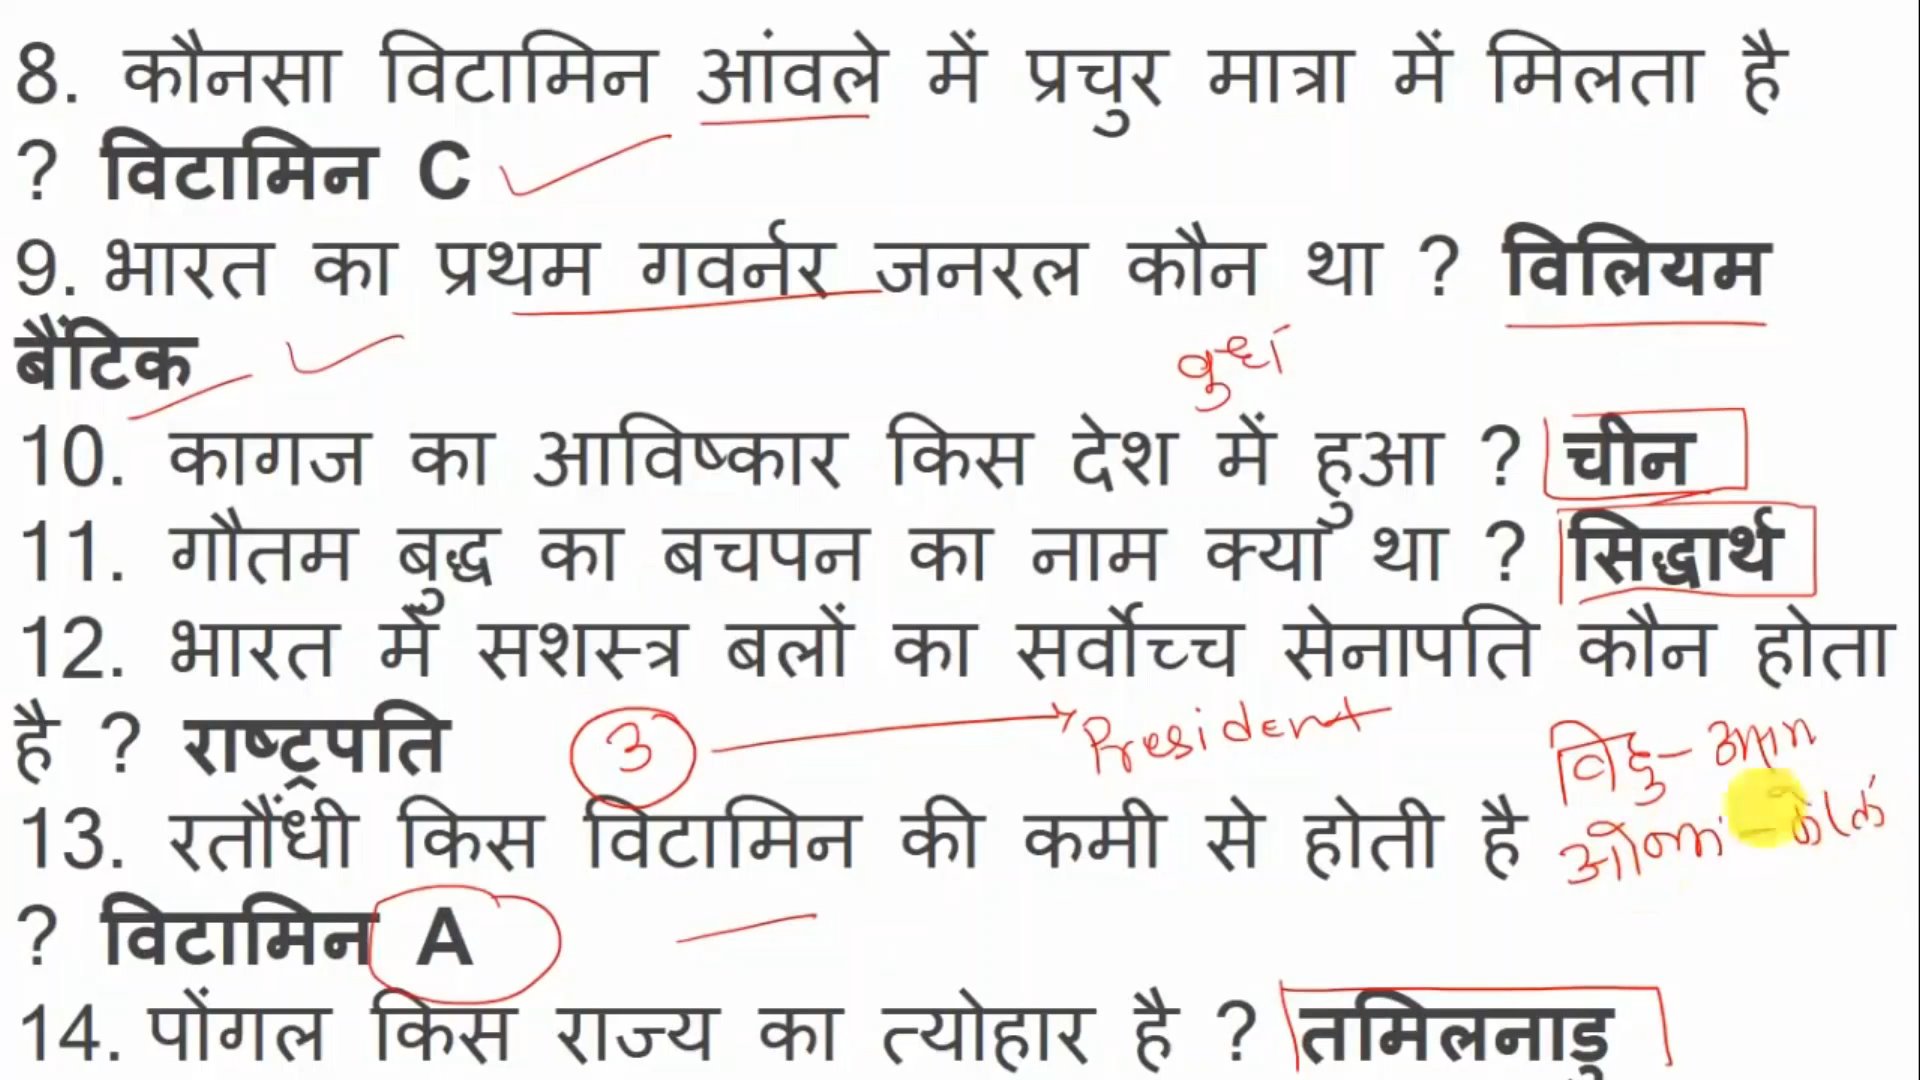 8. कौनसा विटामिन आंवले में प्रचुर मात्रा में मिलता है
? विटामिन C
9. भारत का प्रथम गवर्नर जनरल कौन था ? विलियम
बैंटिक
10. कागज का आविष्कार किस देश में हुआ ? चीन
11. गौतम बुद्ध का बचपन का नाम क्या था ? सिद्धार्थ
12. भारत में सशस्त्र बलों का सर्वोच्च सेनापति कौन होता
है ? राष्ट्रपति 3 President
13. रतौंधी किस विटामिन की कमी से होती है
? विटामिन A
14. पोंगल किस राज्य का त्योहार है ? तमिलनाडु